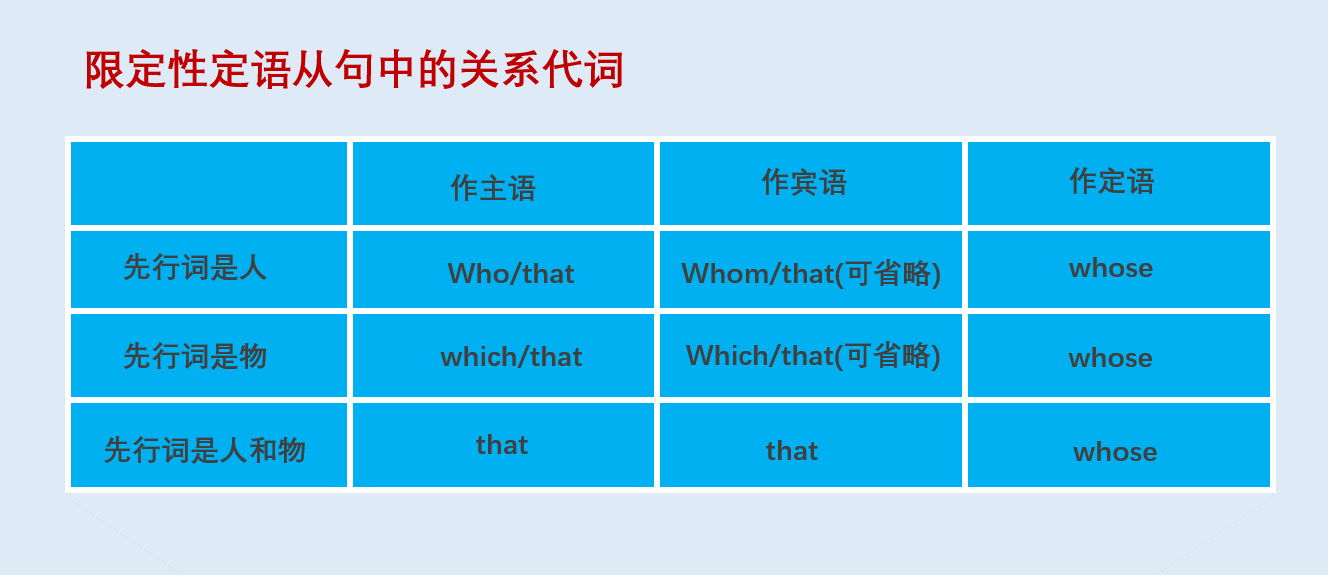 限定性定语从句中的关系代词
作主语 作宾语 作定语
先行词是人 Who/that Whom/that(可省略) whose
先行词是物 which/that Which/that(可省略) whose
先行词是人和物 that that whose